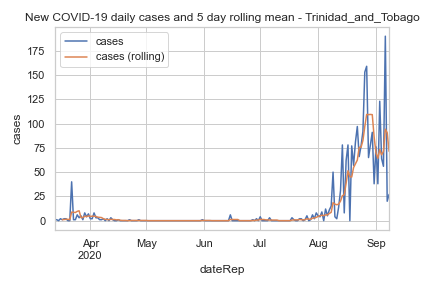 New COVID-19 daily cases and 5 day rolling mean - Trinidad_and_Tobago
cases
cases (rolling)
175
150
125
100
75
50
25
0
cases
Apr
2020
May
Jun
Jul
Aug
Sep
dateRep